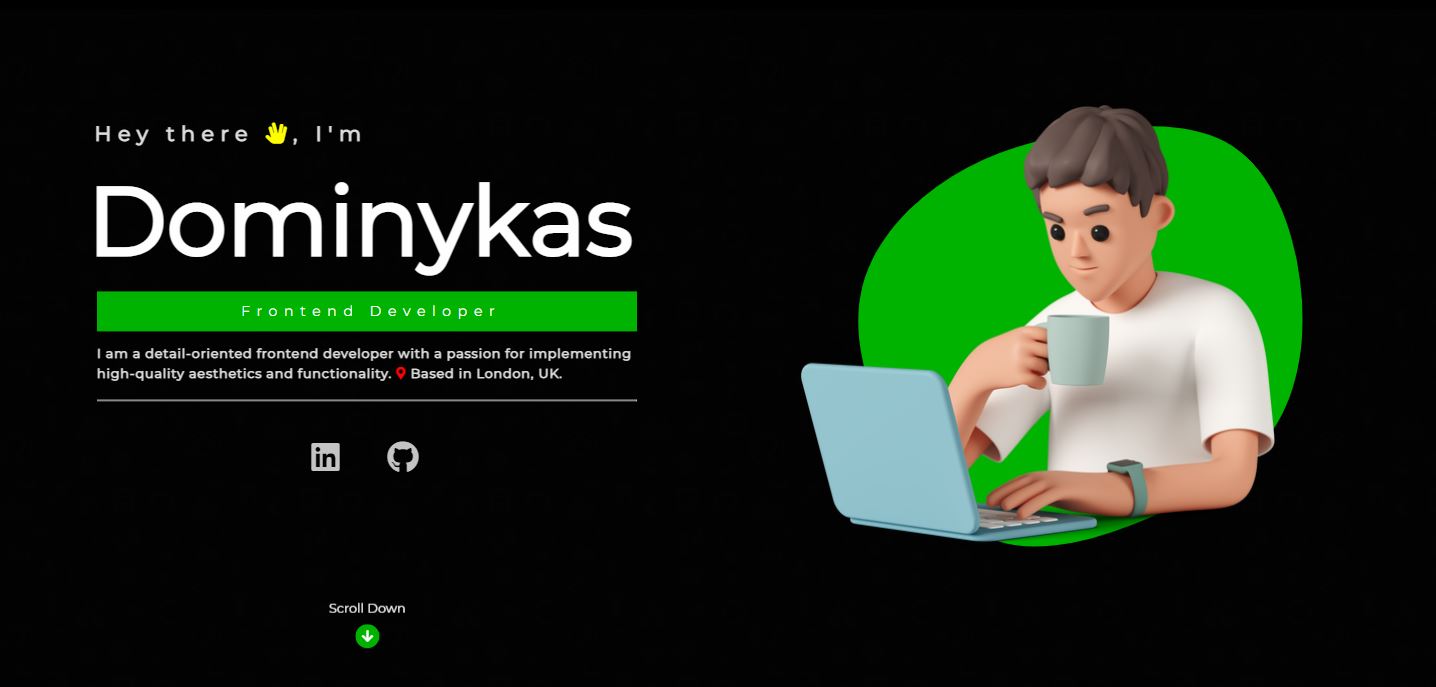 Hey there 👋, I'm
Dominykas
Frontend Developer
I am a detail-oriented frontend developer with a passion for implementing
high-quality aesthetics and functionality. 📍 Based in London, UK.
in
Scroll Down